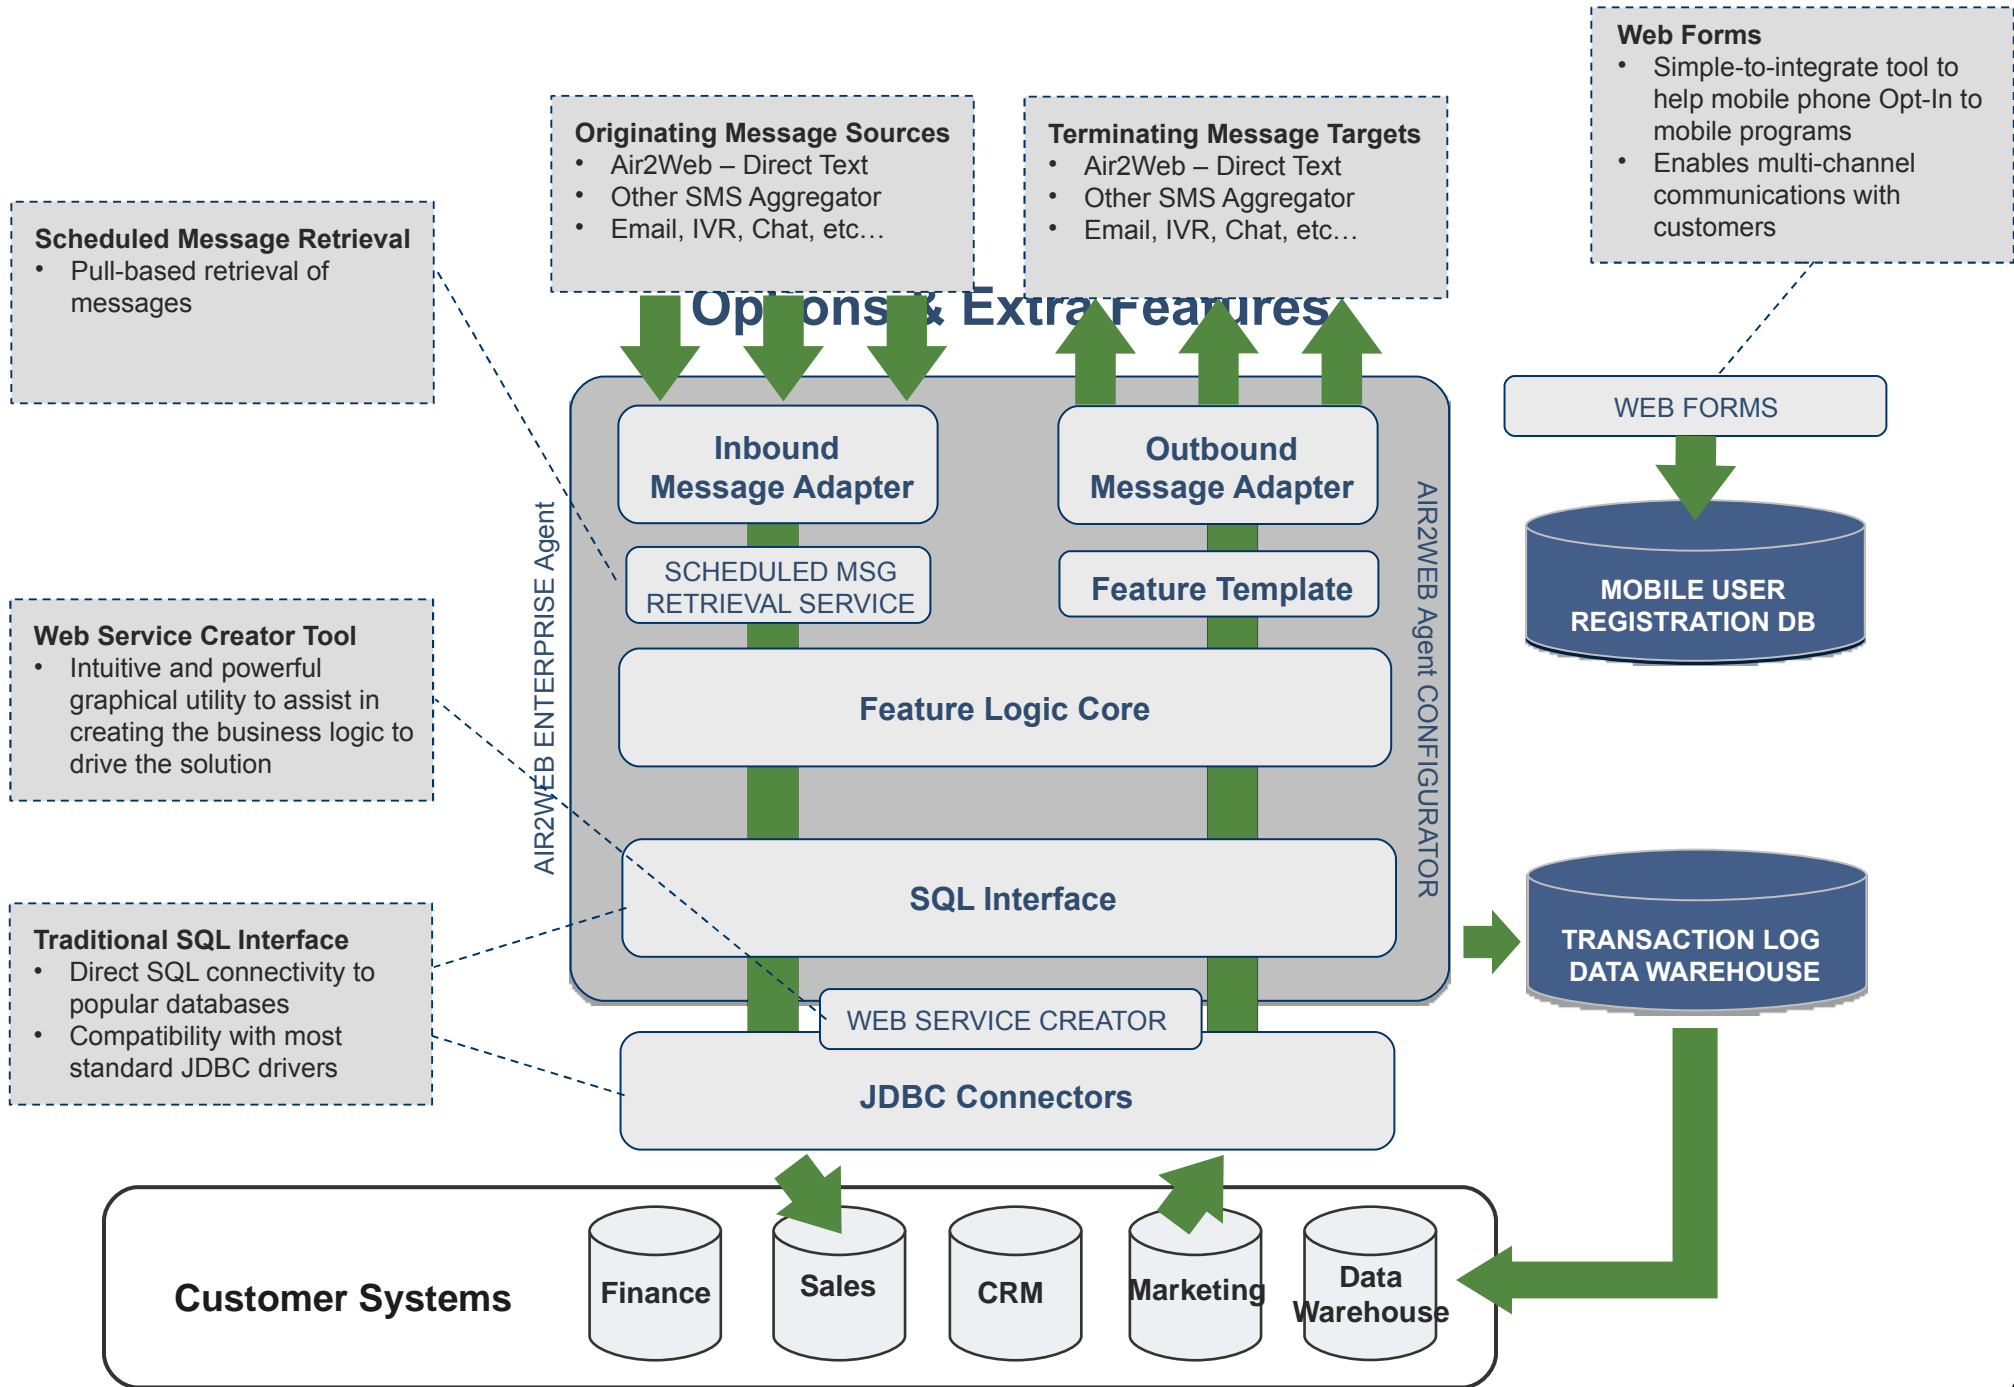 Web Forms
• Simple-to-integrate tool to
help mobile phone Opt-In to
mobile programs
• Enables multi-channel
communications with
customers
Originating Message Sources
• Air2Web – Direct Text
• Other SMS Aggregator
• Email, IVR, Chat, etc…
Terminating Message Targets
• Air2Web – Direct Text
• Other SMS Aggregator
• Email, IVR, Chat, etc…
Scheduled Message Retrieval
• Pull-based retrieval of
messages
Options & Extra Features
WEB FORMS
Inbound
Message Adapter
Outbound
Message Adapter
AIR2WEB ENTERPRISE Agent
AIR2WEB Agent CONFIGURATOR
SCHEDULED MSG
RETRIEVAL SERVICE
Feature Template
MOBILE USER
REGISTRATION DB
Web Service Creator Tool
• Intuitive and powerful
graphical utility to assist in
creating the business logic to
drive the solution
Feature Logic Core
SQL Interface
Traditional SQL Interface
• Direct SQL connectivity to
popular databases
• Compatibility with most
standard JDBC drivers
TRANSACTION LOG
DATA WAREHOUSE
WEB SERVICE CREATOR
JDBC Connectors
Customer Systems
Finance
Sales
CRM
Marketing
Data
Warehouse